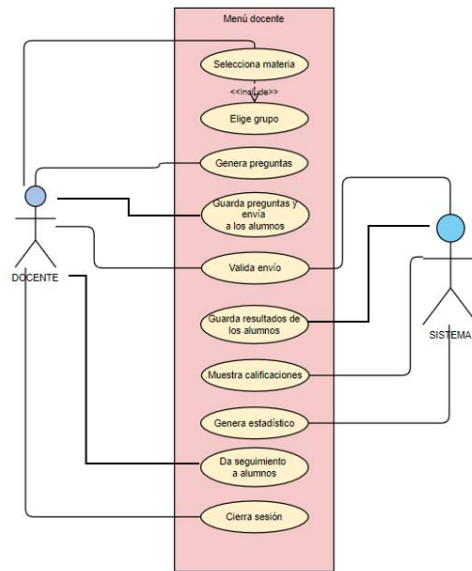 Menú docente
Selecciona materia
<<include>>
Elige grupo
Genera preguntas
Guarda preguntas y
envía
a los alumnos
Valida envío
DOCENTE
Guarda resultados de
los alumnos
SISTEMA
Muestra calificaciones
Genera estadístico
Da seguimiento
a alumnos
Cierra sesión